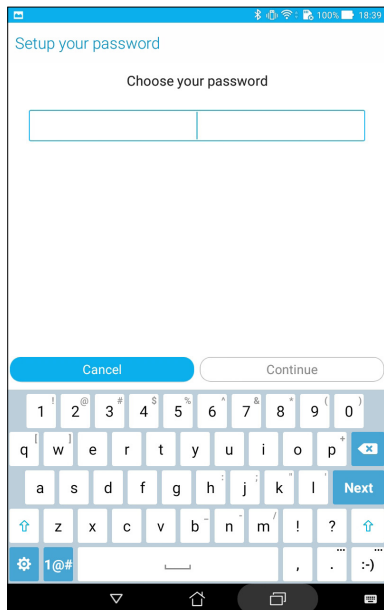 100% 18:39
Setup your password
Choose your password
Cancel Continue
! @ # $ % ^ & * ( )
1 2 3 4 5 6 7 8 9 0
[ ] +
q w e r t y u i o p
: ; " '
a s d f g h j k l Next
_ - /
z x c v b n m ! ?
1@# , . :-)